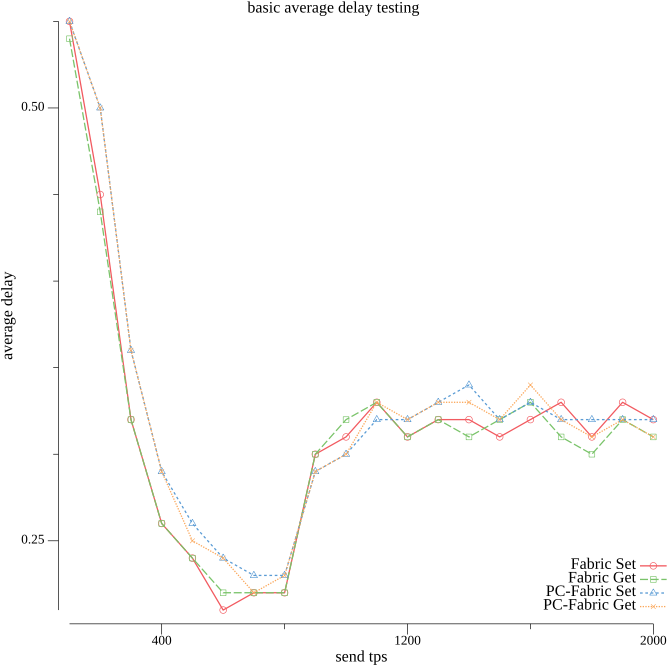 basic average delay testing
0.50
average delay
0.25
Fabric Set
Fabric Get
PC-Fabric Set
PC-Fabric Get
400
1200
2000
send tps